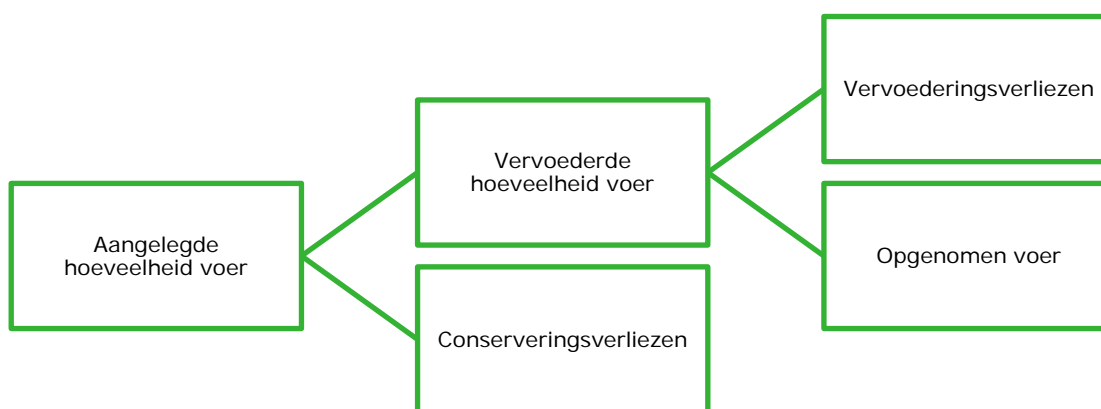 Aangelegde
hoeveelheid voer
Vervoederde
hoeveelheid voer
Conserveringsverliezen
Vervoederingsverliezen
Opgenomen voer